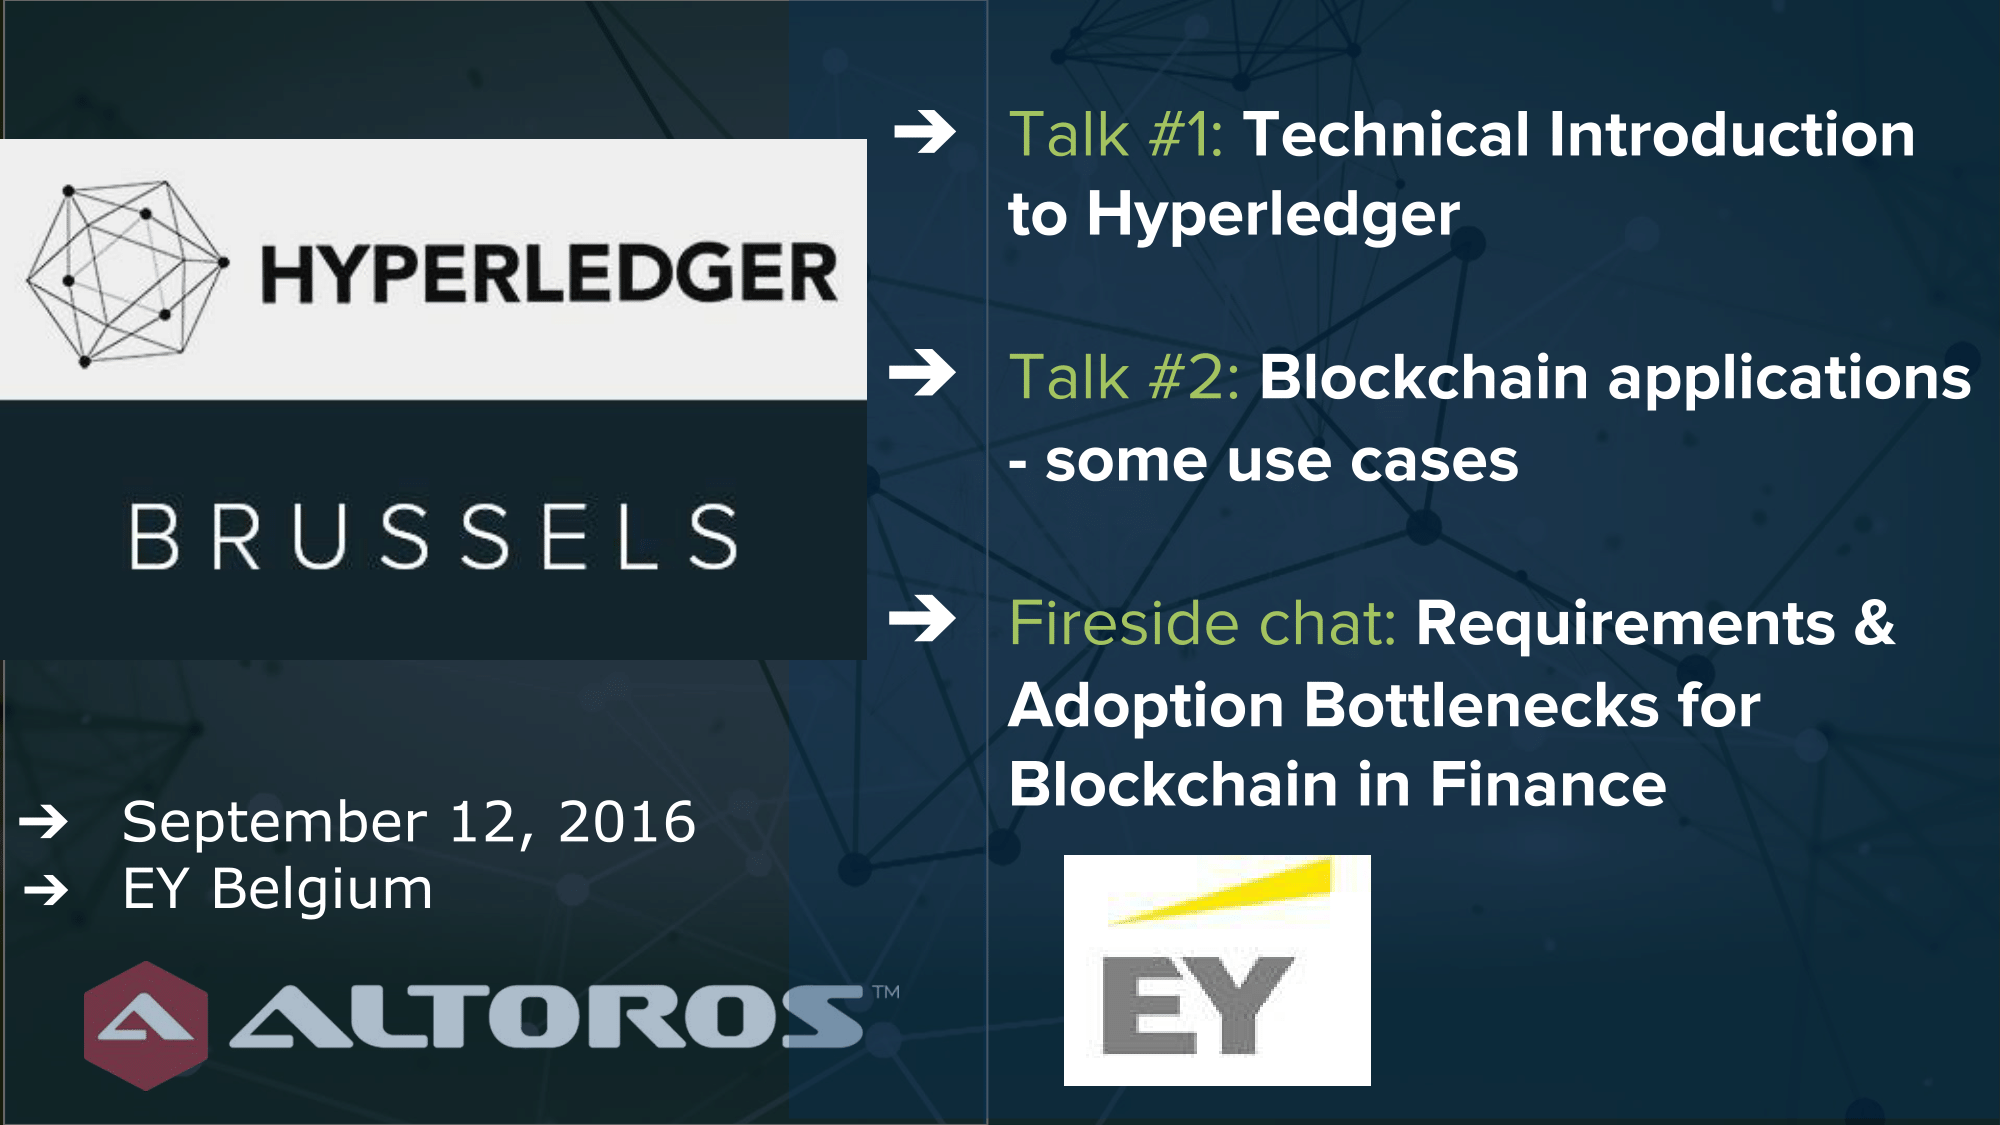 HYPERLEDGER
BRUSSELS
➔ September 12, 2016
➔ EY Belgium
ALTOROS™
➔ Talk #1: Technical Introduction
to Hyperledger
➔ Talk #2: Blockchain applications
- some use cases
➔ Fireside chat: Requirements &
Adoption Bottlenecks for
Blockchain in Finance
EY